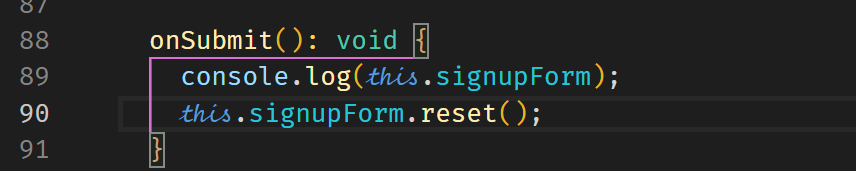 87
88 onSubmit(): void {
89 console.log(this.signupForm);
90 this.signupForm.reset();
91 }